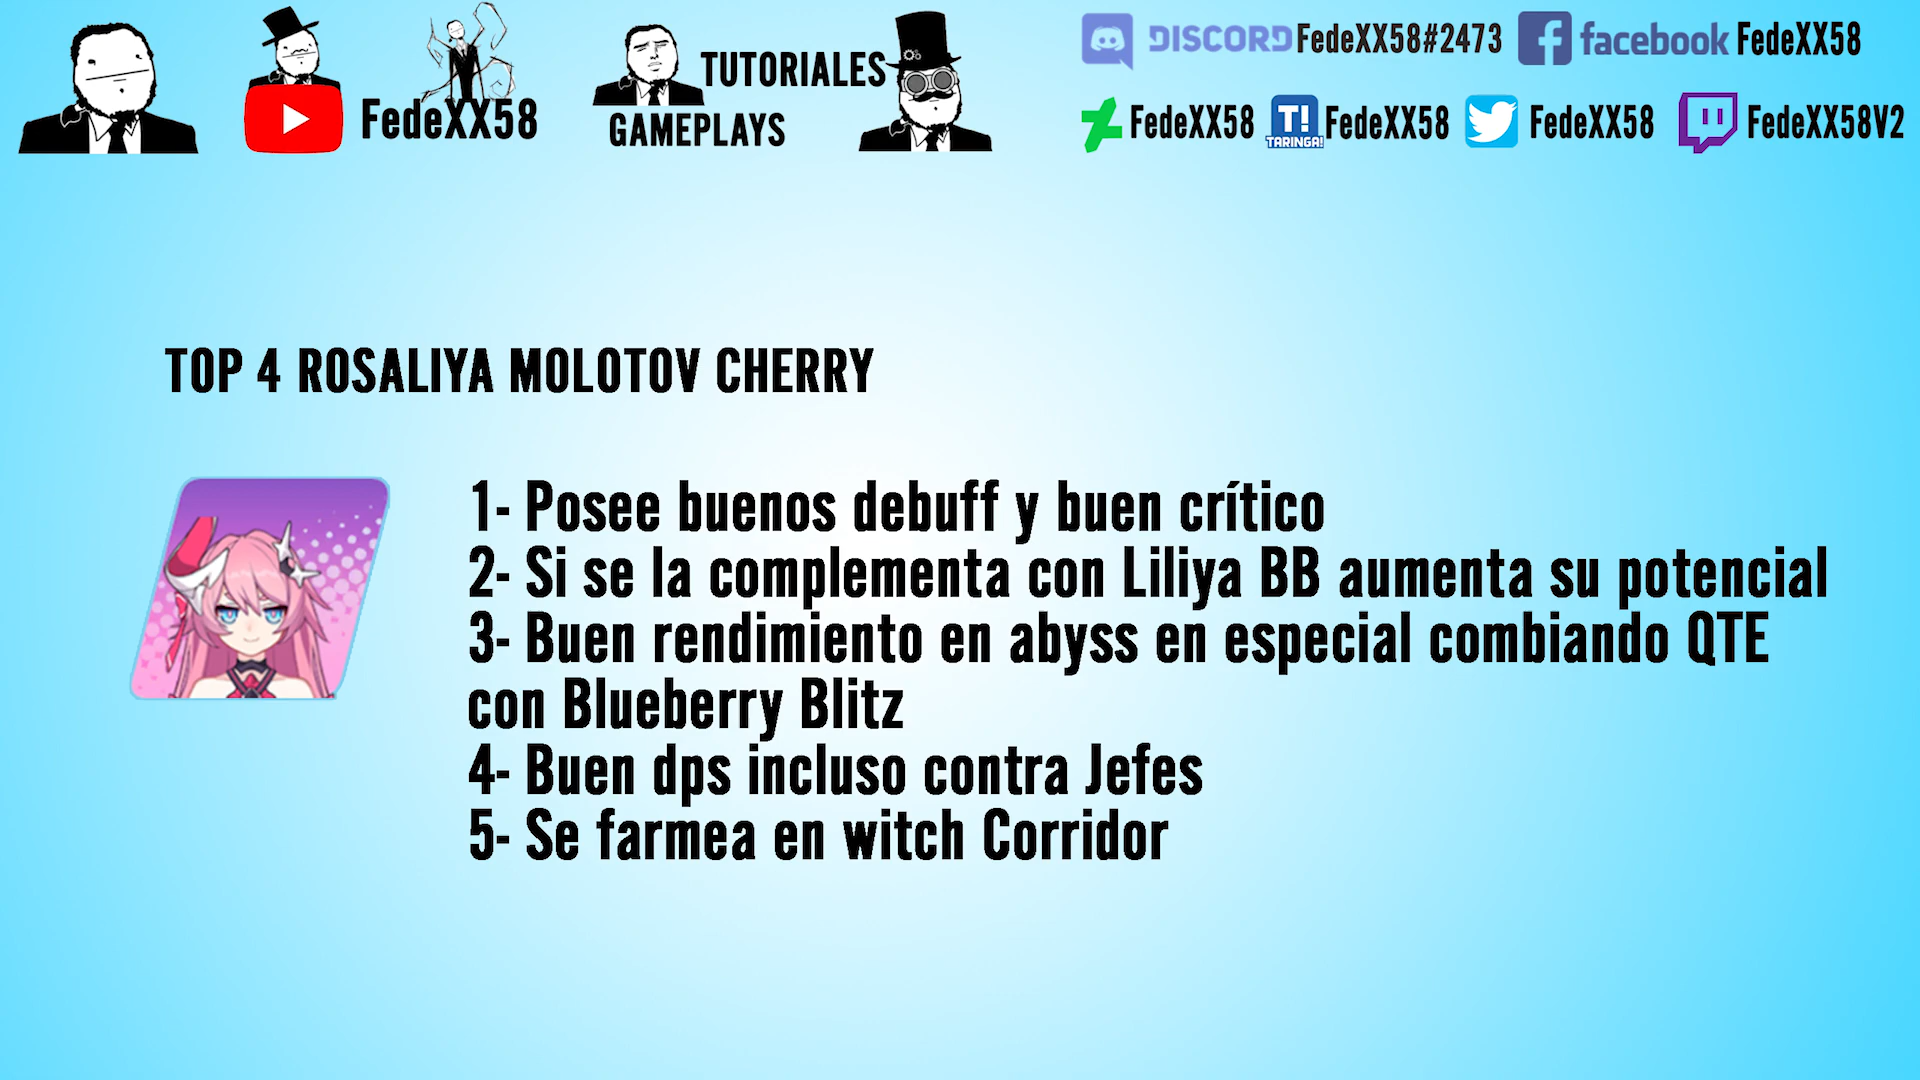 FedeXX58
TUTORIALES
GAMEPLAYS
DISCORD FedeXX58#2473
facebook FedeXX58
FedeXX58
T!
TARINGA!
FedeXX58
FedeXX58
FedeXX58V2
TOP 4 ROSALIYA MOLOTOV CHERRY
1- Posee buenos debuff y buen crítico
2- Si se la complementa con Liliya BB aumenta su potencial
3- Buen rendimiento en abyss en especial combiando QTE
con Blueberry Blitz
4- Buen dps incluso contra Jefes
5- Se farmea en witch Corridor